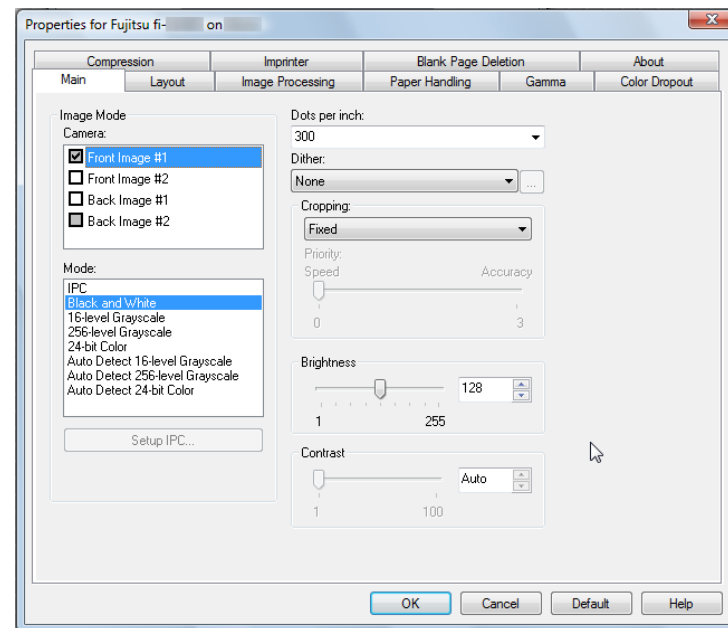 Properties for Fujitsu fi- on
Compression Imprinter Blank Page Deletion About
Main Layout Image Processing Paper Handling Gamma Color Dropout
Image Mode
Camera:
Front Image #1
Front Image #2
Back Image #1
Back Image #2
Mode:
IPC
Black and White
16-level Grayscale
256-level Grayscale
24-bit Color
Auto Detect 16-level Grayscale
Auto Detect 256-level Grayscale
Auto Detect 24-bit Color
Setup IPC...
Dots per inch:
300
Dither:
None ...
Cropping:
Fixed
Priority:
Speed Accuracy
0 3
Brightness
128
1 255
Contrast
Auto
1 100
OK Cancel Default Help